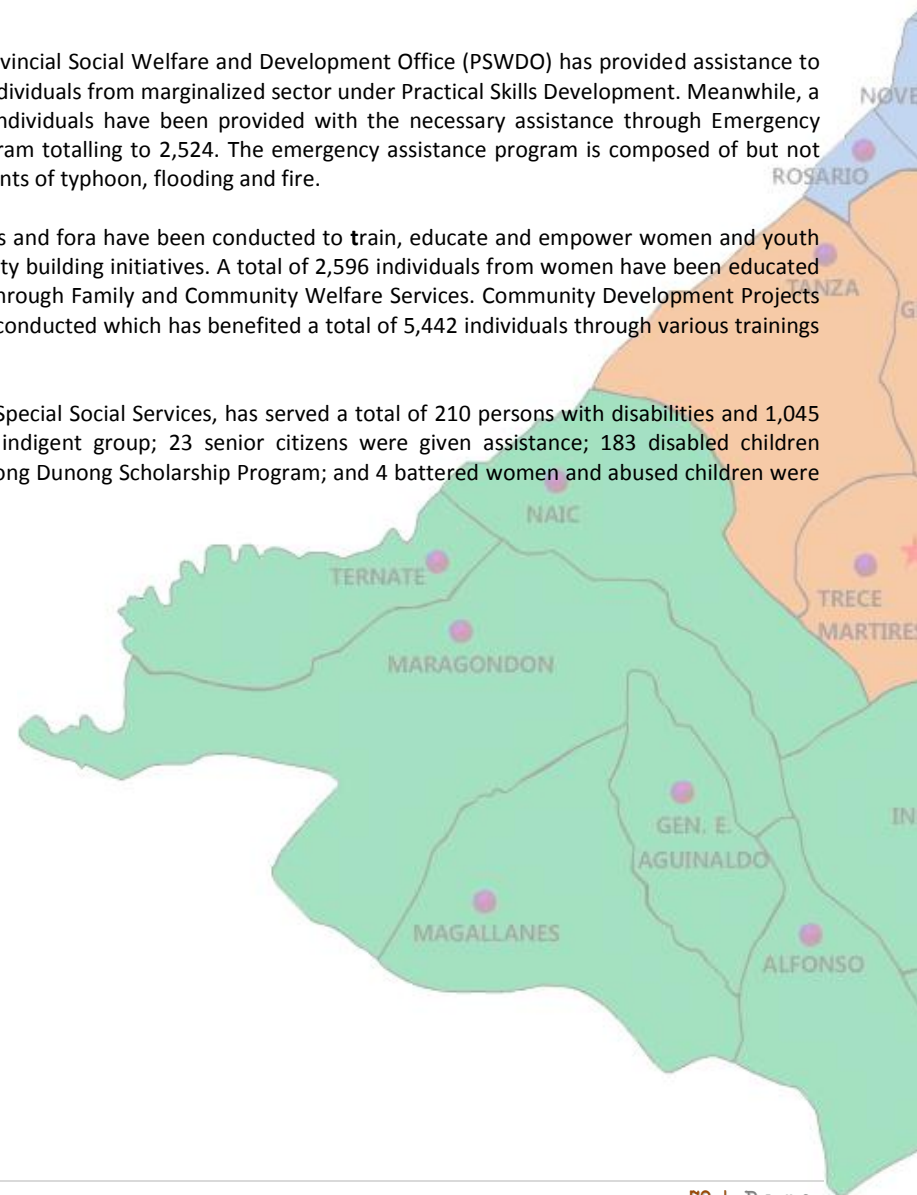 vincial Social Welfare and Development Office (PSWDO) has provided assistance to
dividuals from marginalized sector under Practical Skills Development. Meanwhile, a
individuals have been provided with the necessary assistance through Emergency
ram totalling to 2,524. The emergency assistance program is composed of but not
nts of typhoon, flooding and fire.
s and fora have been conducted to train, educate and empower women and youth
ty building initiatives. A total of 2,596 individuals from women have been educated
hrough Family and Community Welfare Services. Community Development Projects
conducted which has benefited a total of 5,442 individuals through various trainings
Special Social Services, has served a total of 210 persons with disabilities and 1,045
indigent group; 23 senior citizens were given assistance; 183 disabled children
ong Dunong Scholarship Program; and 4 battered women and abused children were
NOVE
ROSARIO
TANZA
G
NAIC
TERNATE
TRECE
MARTIRES
MARAGONDON
IN
GEN. E.
AGUINALDO
MAGALLANES
ALFONSO